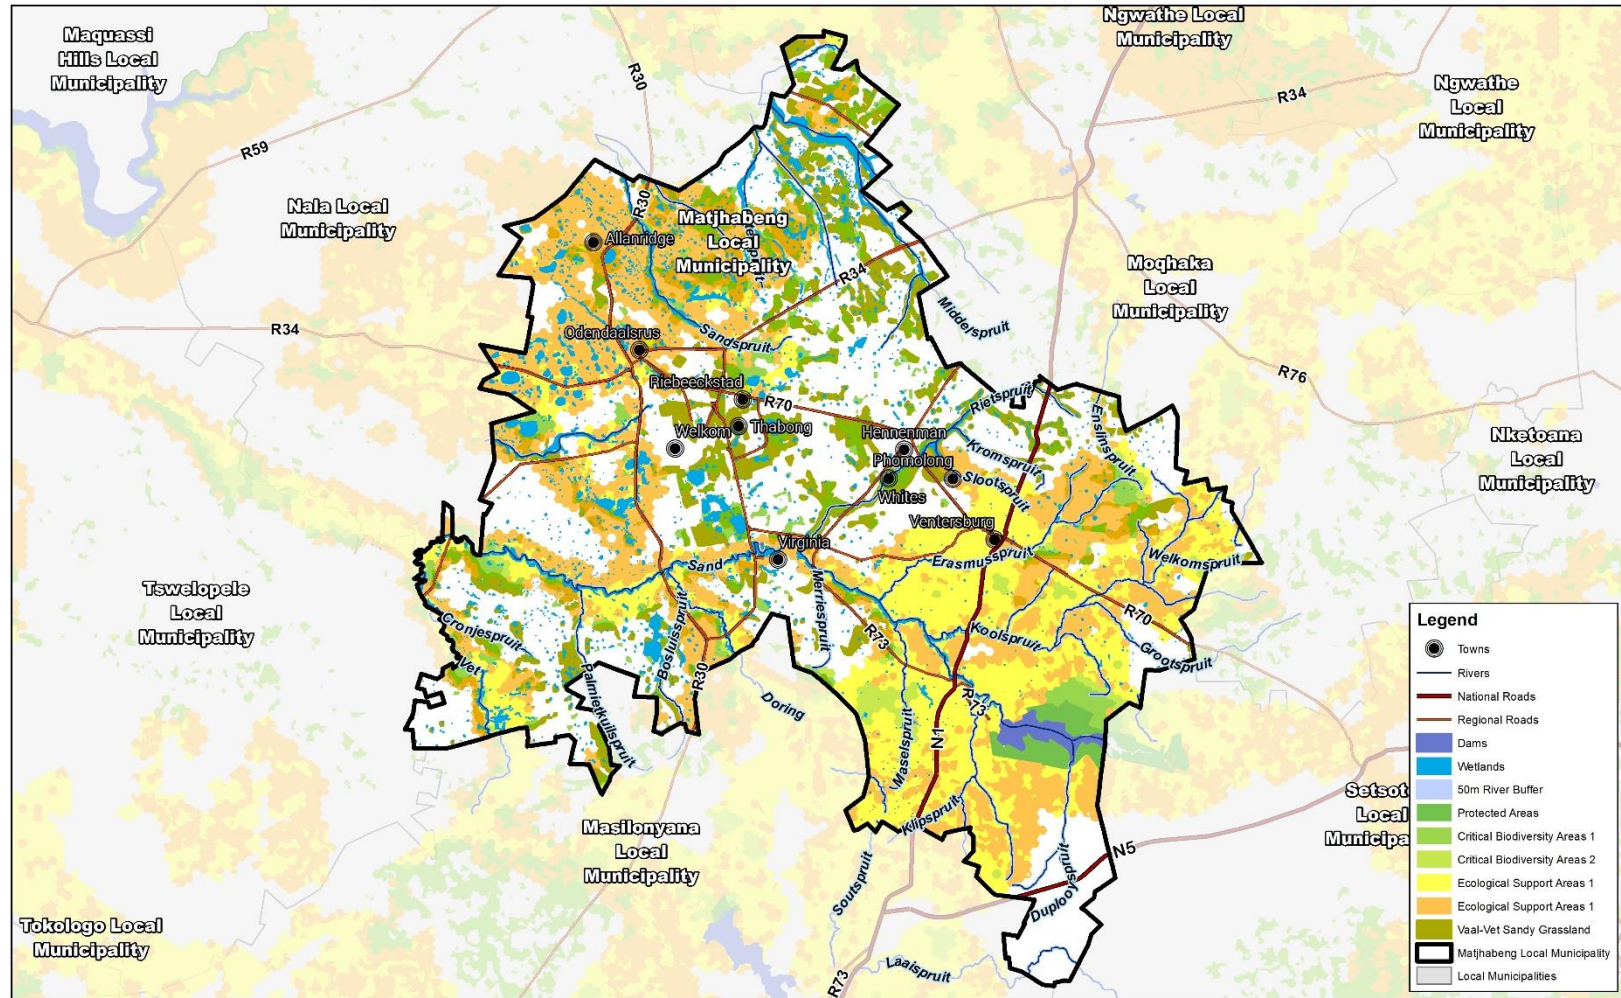 Maquassi
Hills Local
Municipality
Ngwathe Local
Municipality
R30
R34
Ngwathe
Local
Municipality
R59
Nala Local
Municipality
R30
Matjhabeng
Local
Municipality
Allanridge
R34
Moqhaka
Local
Municipality
Middelspruit
R34
Odendaalsrus
Sandspruit
R76
Riebeeckstad
R70
Rietspruit
Enslinspruit
Welkom
Thabong
Hennenman
Kromspruit
Nketoana
Local
Municipality
Phomolong
Slootspruit
Whites
Ventersburg
Virginia
Sand
Erasmusspruit
Welkomspruit
Merriespruit
Tswelopele
Local
Municipality
Cronjespruit
Vet
Palmietkuilspruit
Bosluisspruit
R30
R73
Koolspruit
R70
Grootspruit
Doring
R73
N1
Maselspruit
Klipspruit
Masilonyana
Local
Municipality
Soutspruit
Duplooyspruit
N5
Setsoto
Local
Municipa
Tokologo Local
Municipality
Laaispruit
R73
Legend
Towns
Rivers
National Roads
Regional Roads
Dams
Wetlands
50m River Buffer
Protected Areas
Critical Biodiversity Areas 1
Critical Biodiversity Areas 2
Ecological Support Areas 1
Ecological Support Areas 1
Vaal-Vet Sandy Grassland
Matjhabeng Local Municipality
Local Municipalities